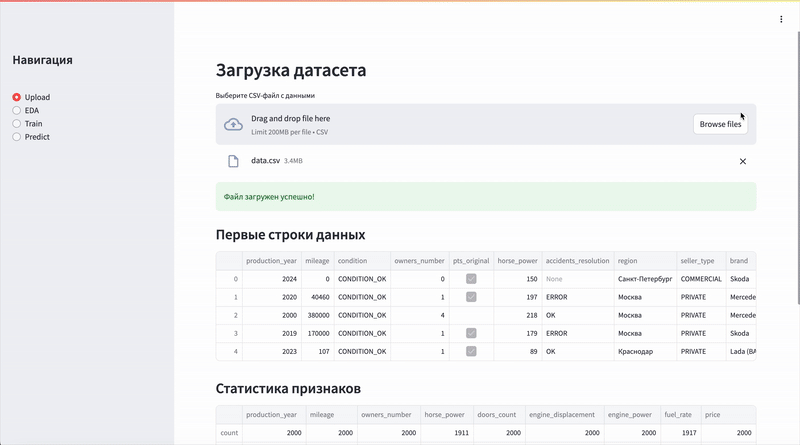 Навигация
Upload
EDA
Train
Predict
Загрузка датасета
Выберите CSV-файл с данными
Drag and drop file here
Limit 200MB per file • CSV
Browse files
data.csv 3.4MB
Файл загружен успешно!
Первые строки данных
production_year mileage condition owners_number pts_original horse_power accidents_resolution region seller_type brand
0 2024 0 CONDITION_OK 0 150 None Санкт-Петербург COMMERCIAL Skoda
1 2020 40460 CONDITION_OK 1 197 ERROR Москва PRIVATE Mercede
2 2000 380000 CONDITION_OK 4 218 OK Москва PRIVATE Mercede
3 2019 170000 CONDITION_OK 1 179 ERROR Москва PRIVATE Skoda
4 2023 107 CONDITION_OK 1 89 OK Краснодар PRIVATE Lada (ВА
Статистика признаков
production_year mileage owners_number horse_power doors_count engine_displacement engine_power fuel_rate price
count 2000 2000 2000 1911 2000 2000 2000 1917 2000